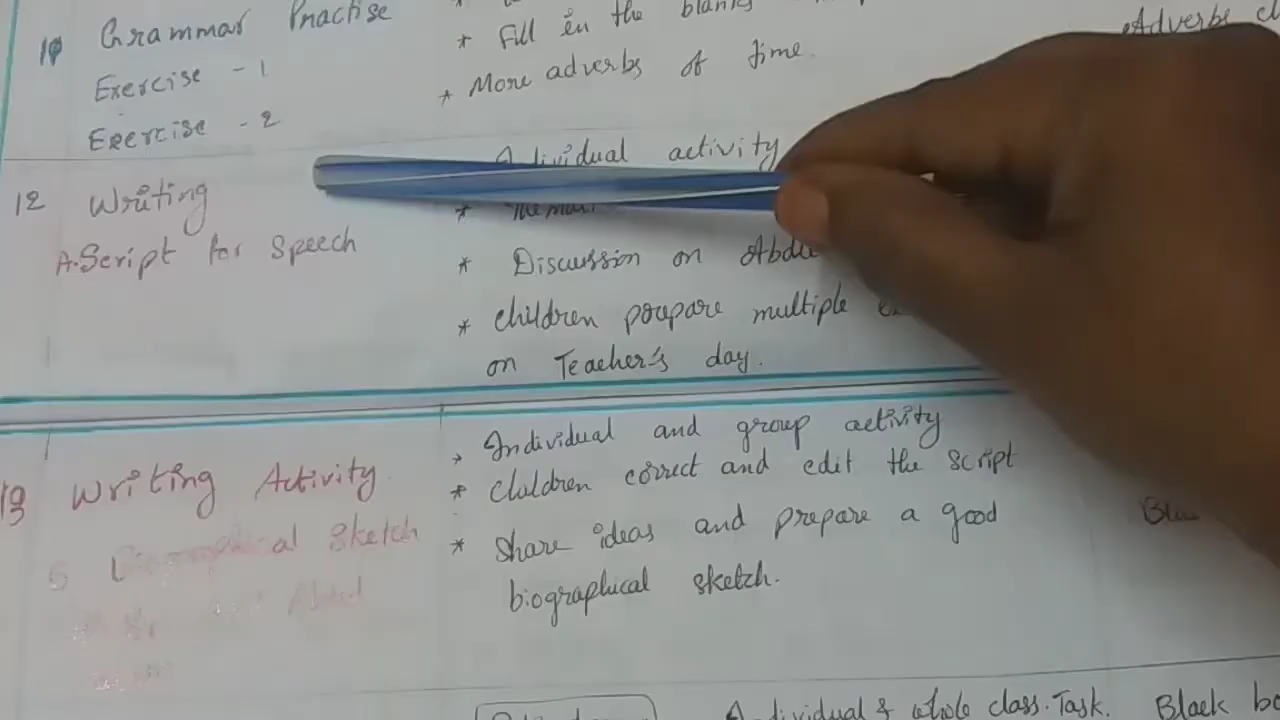 Grammar Practise
Exercise - 1
Exercise - 2
* Fill in the blanks
* More adverbs of time.
Adverbs
12 Writing
A. Script for Speech
Individual activity
* Discussion on
* Children prepare multiple
on Teacher's day.
13 Writing Activity
Sketch
* Individual and group activity
* Children correct and edit the script
* Share ideas and prepare a good
biographical sketch.
Individual & whole class. Task.
Black